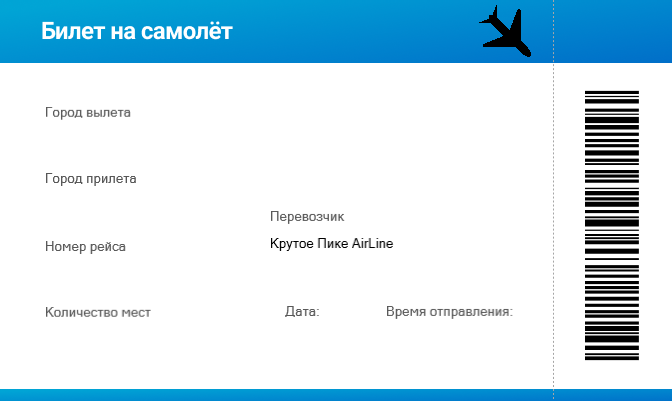 Билет на самолёт
Город вылета
Город прилета
Перевозчик
Крутое Пике AirLine
Номер рейса
Количество мест
Дата:
Время отправления: